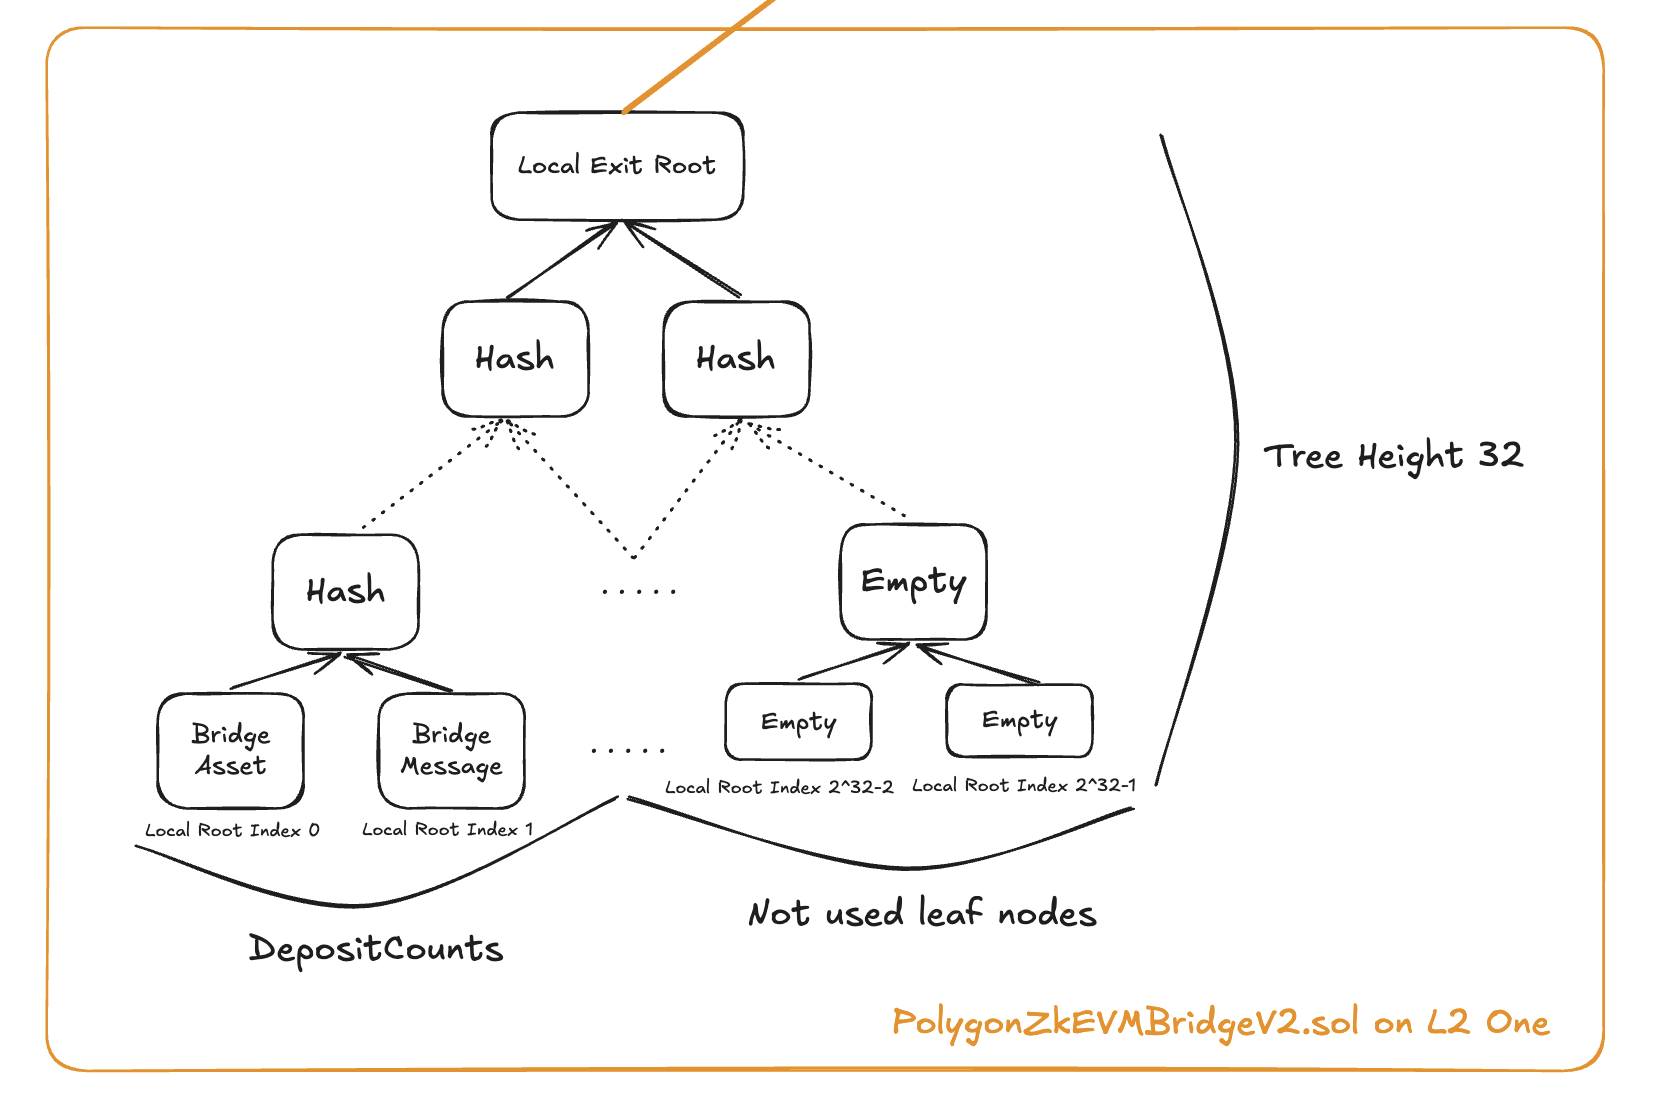 Local Exit Root
Hash
Hash
Tree Height 32
Hash
.....
Empty
Bridge
Asset
Bridge
Message
.....
Empty
Empty
Local Root Index 0
Local Root Index 1
Local Root Index 2^32-2
Local Root Index 2^32-1
DepositCounts
Not used leaf nodes
PolygonZkEVMBridgeV2.sol on L2 One